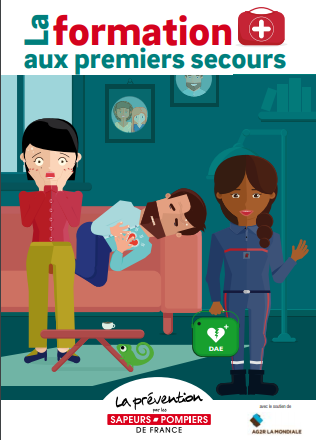 La formation
aux premiers secours
DAE
La prévention
par les
SAPEURS-POMPIERS
DE FRANCE
avec le soutien de
AG2R LA MONDIALE